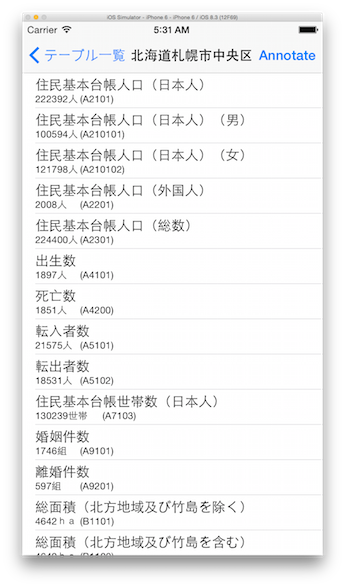 iOS Simulator - iPhone 6 - iPhone 6 / iOS 8.3 (12F69)
Carrier 5:31 AM
テーブル一覧 北海道札幌市中央区 Annotate
住民基本台帳人口（日本人）
222392人 (A2101)
住民基本台帳人口（日本人）（男）
100594人 (A210101)
住民基本台帳人口（日本人）（女）
121798人 (A210102)
住民基本台帳人口（外国人）
2008人 (A2201)
住民基本台帳人口（総数）
224400人 (A2301)
出生数
1897人 (A4101)
死亡数
1851人 (A4200)
転入者数
21575人 (A5101)
転出者数
18531人 (A5102)
住民基本台帳世帯数（日本人）
130239世帯 (A7103)
婚姻件数
1746組 (A9101)
離婚件数
597組 (A9201)
総面積（北方地域及び竹島を除く）
4642ｈａ (B1101)
総面積（北方地域及び竹島を含む）